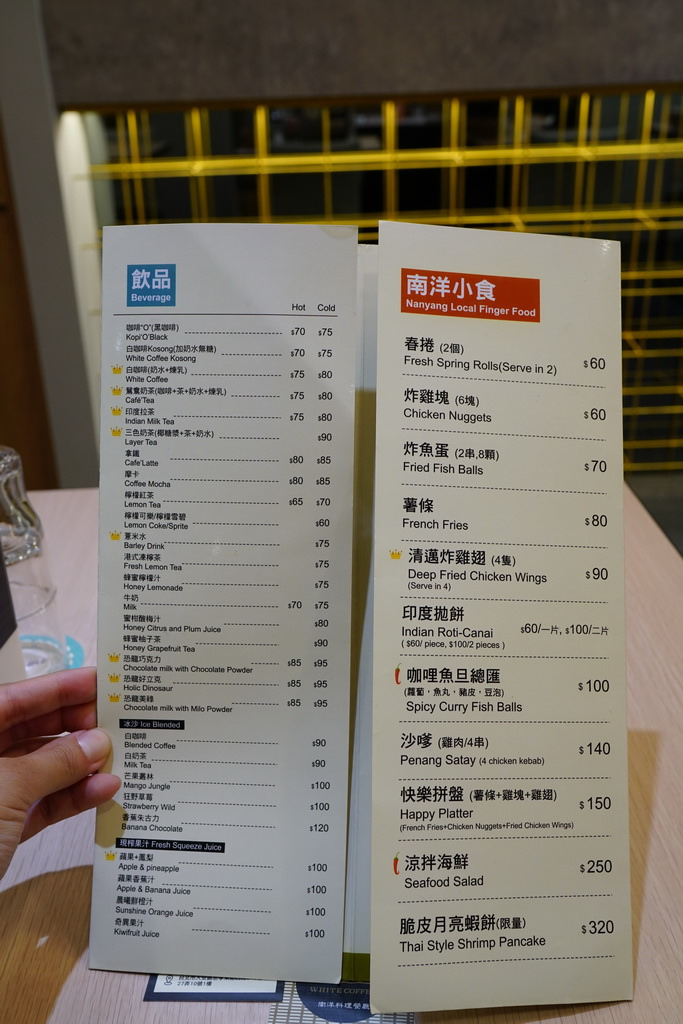 飲品
Beverage
Hot Cold
咖啡"O"(黑咖啡)
Kopi'O'Black $70 $75
白咖啡Kosong(加奶水無糖)
White Coffee Kosong $70 $75
白咖啡(奶水+煉乳)
White Coffee $75 $80
鴛鴦奶茶(咖啡+茶+奶水+煉乳)
Café'Tea $75 $80
印度拉茶
Indian Milk Tea $75 $80
三色奶茶(椰糖漿+茶+奶水)
Layer Tea $90
拿鐵
Cafe'Latte $80 $85
摩卡
Coffee Mocha $80 $85
檸檬紅茶
Lemon Tea $65 $70
檸檬可樂/檸檬雪碧
Lemon Coke/Sprite $60
薏米水
Barley Drink $75
港式凍檸茶
Fresh Lemon Tea $75
蜂蜜檸檬汁
Honey Lemonade $75
牛奶
Milk $70 $75
蜜柑酸梅汁
Honey Citrus and Plum Juice $80
蜂蜜柚子茶
Honey Grapefruit Tea $90
恐龍巧克力
Chocolate milk with Chocolate Powder $85 $95
恐龍好立克
Holic Dinosaur $85 $95
恐龍美綠
Chocolate milk with Milo Powder $85 $95
冰沙 Ice Blended
白咖啡
Blended Coffee $90
白奶茶
Milk Tea $90
芒果叢林
Mango Jungle $100
狂野草莓
Strawberry Wild $100
香蕉朱古力
Banana Chocolate $120
現榨果汁 Fresh Squeeze Juice
蘋果+鳳梨
Apple & pineapple $100
蘋果香蕉汁
Apple & Banana Juice $100
晨曦鮮橙汁
Sunshine Orange Juice $100
奇異果汁
Kiwifruit Juice $100
南洋小食
Nanyang Local Finger Food
春捲 (2個)
Fresh Spring Rolls(Serve in 2) $60
炸雞塊 (6塊)
Chicken Nuggets $60
炸魚蛋 (2串,8顆)
Fried Fish Balls $70
薯條
French Fries $80
清邁炸雞翅 (4隻)
Deep Fried Chicken Wings $90
(Serve in 4)
印度拋餅
Indian Roti-Canai $60/一片, $100/二片
( $60/ piece, $100/2 pieces )
咖哩魚旦總匯
(蘿蔔，魚丸，豬皮，豆泡) $100
Spicy Curry Fish Balls
沙嗲 (雞肉/4串)
Penang Satay (4 chicken kebab) $140
快樂拼盤 (薯條+雞塊+雞翅)
Happy Platter $150
(French Fries+Chicken Nuggets+Fried Chicken Wings)
涼拌海鮮
Seafood Salad $250
脆皮月亮蝦餅(限量)
Thai Style Shrimp Pancake $320
27弄10號1樓
WHITE COFF
南洋料理餐廳